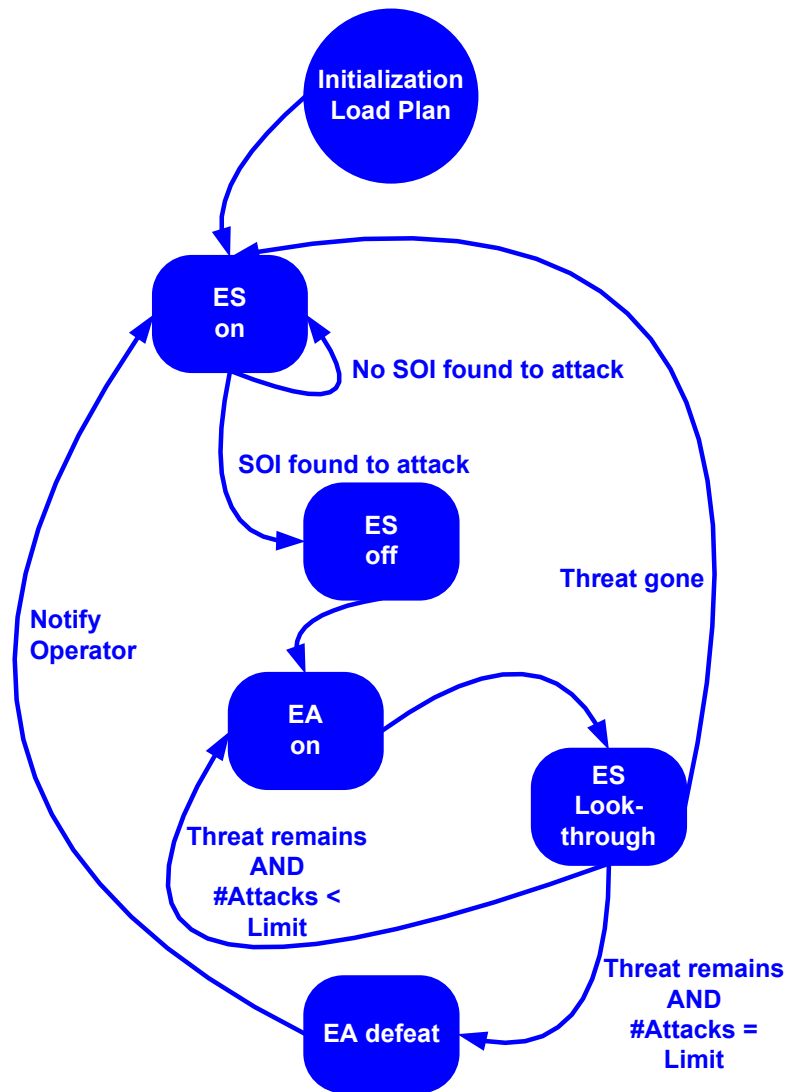 Initialization
Load Plan
ES
on
No SOI found to attack
SOI found to attack
ES
off
Threat gone
Notify
Operator
EA
on
ES
Look-
through
Threat remains
AND
#Attacks <
Limit
Threat remains
AND
#Attacks =
Limit
EA defeat